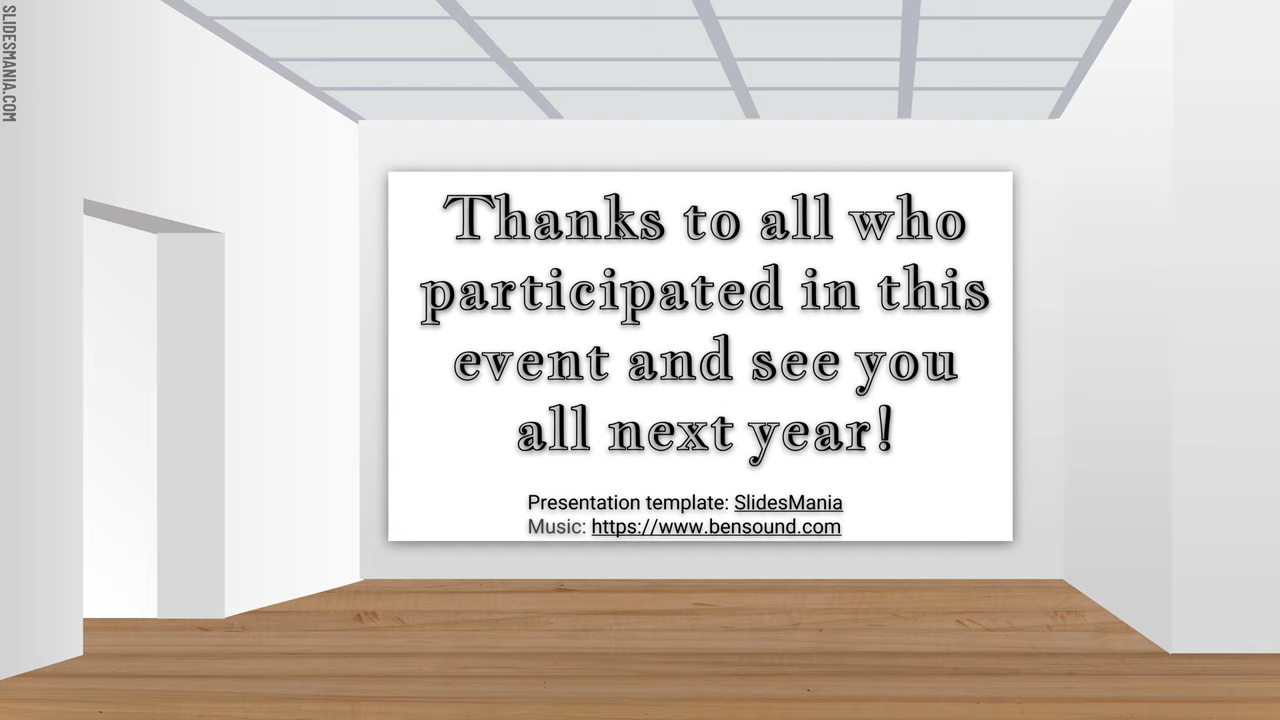 SLIDESMANIA.COM
Thanks to all who
participated in this
event and see you
all next year!
Presentation template: SlidesMania
Music: https://www.bensound.com